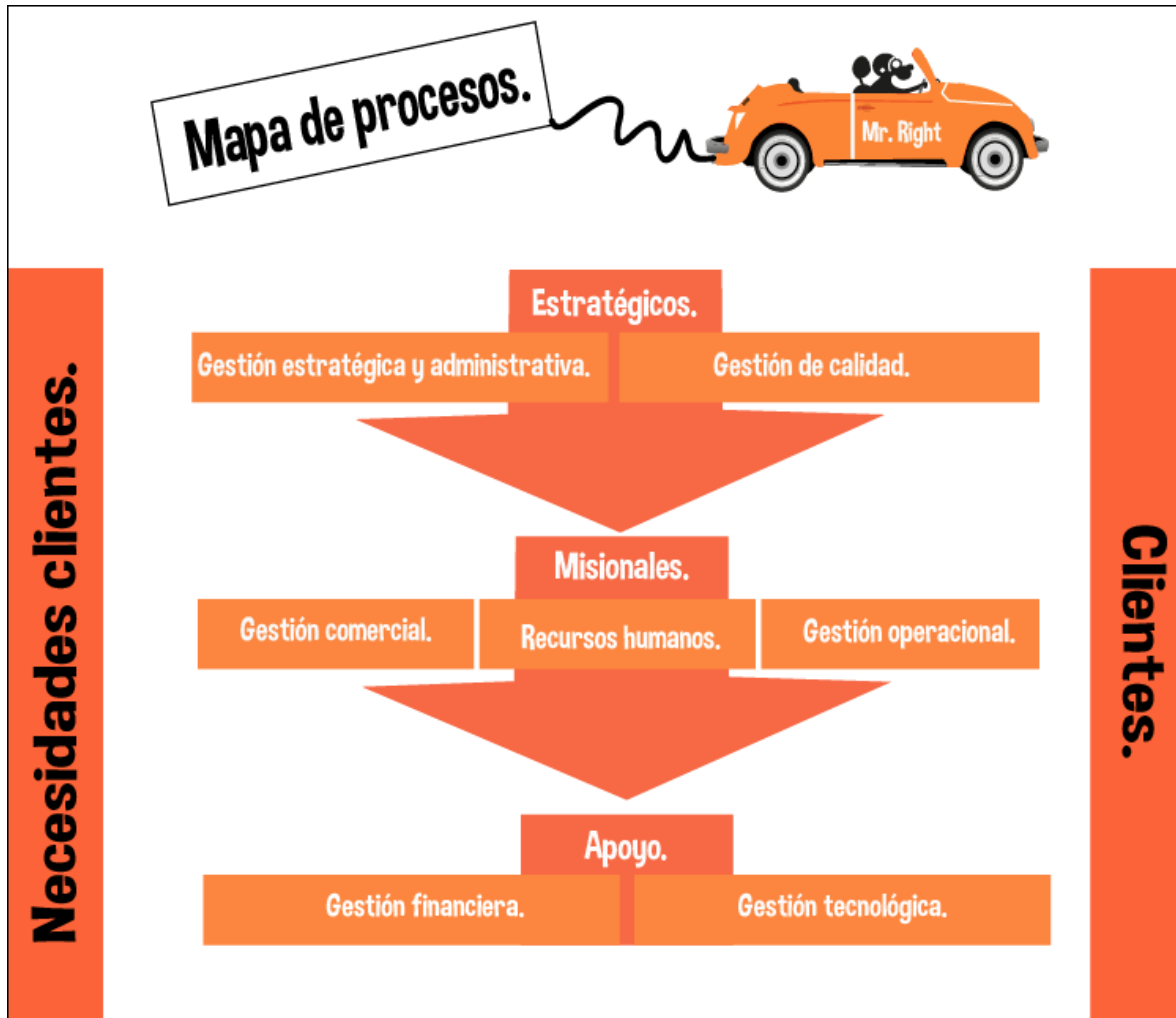 Mapa de procesos.
Mr. Right
Necesidades clientes.
Estratégicos.
Gestión estratégica y administrativa.
Gestión de calidad.
Misionales.
Gestión comercial.
Recursos humanos.
Gestión operacional.
Apoyo.
Gestión financiera.
Gestión tecnológica.
Clientes.